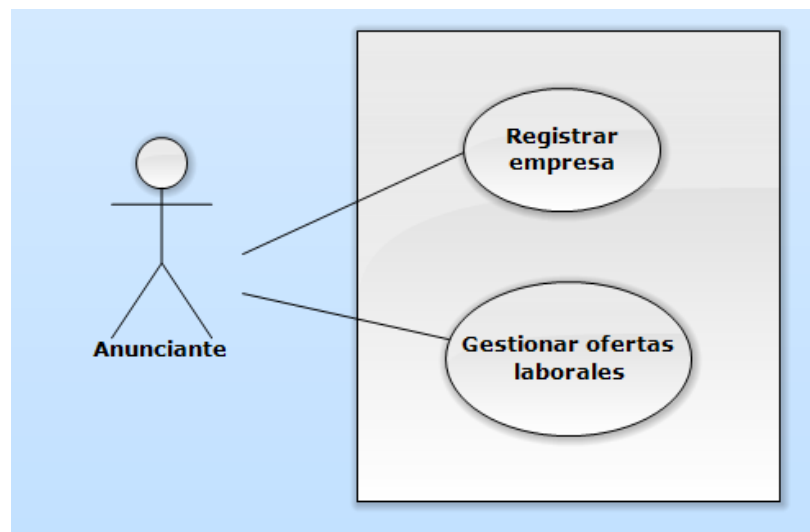 Registrar
empresa
Anunciante
Gestionar ofertas
laborales